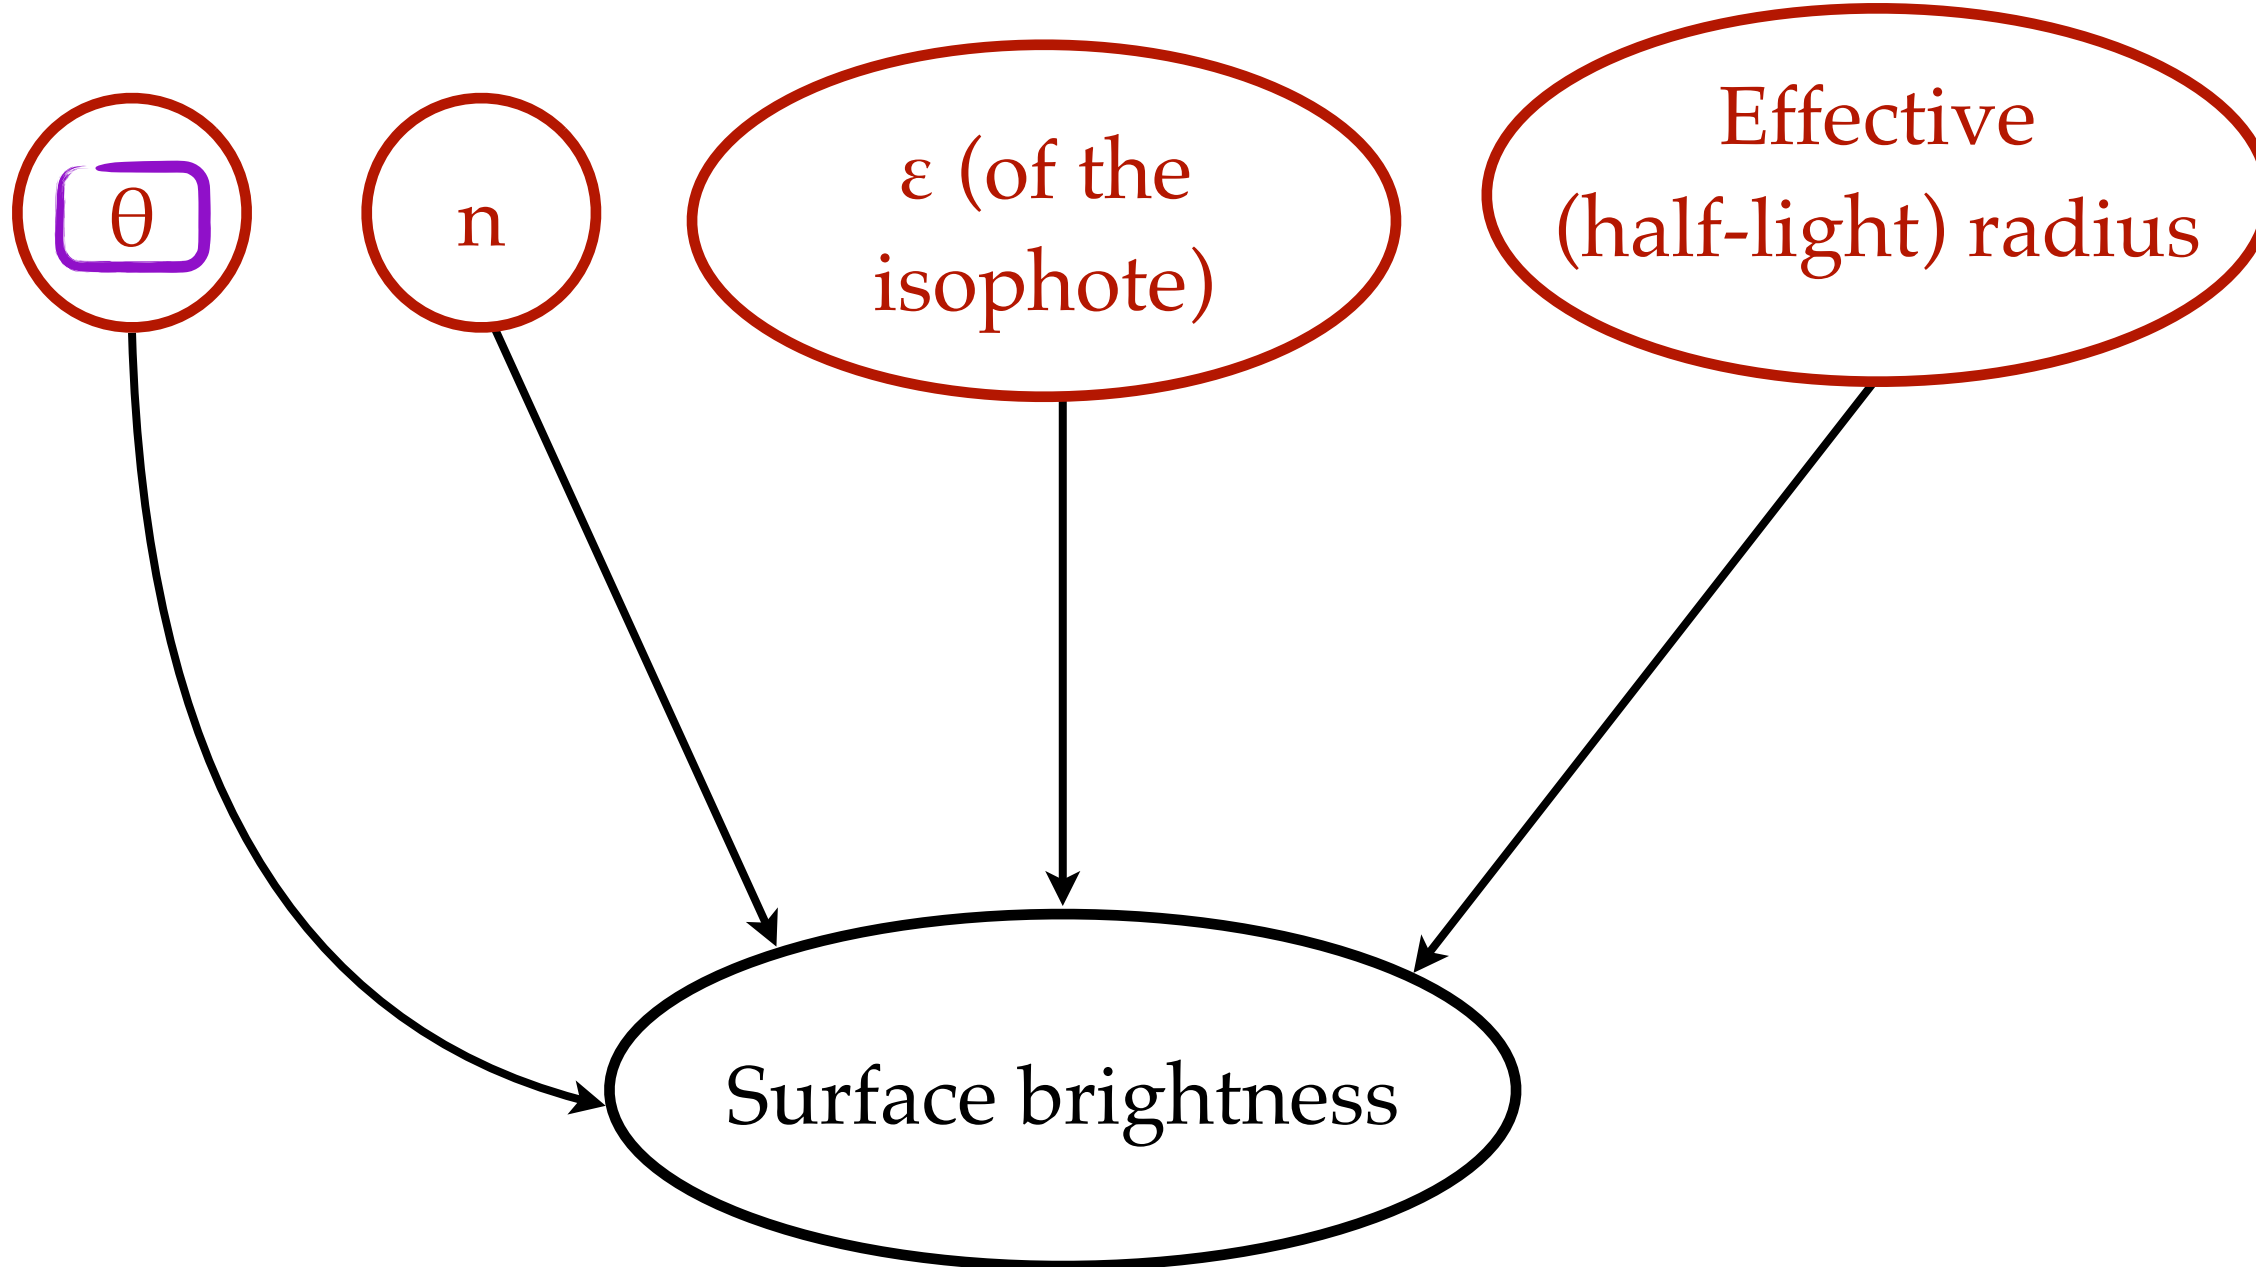 θ
n
ε (of the
isophote)
Effective
(half-light) radius
Surface brightness